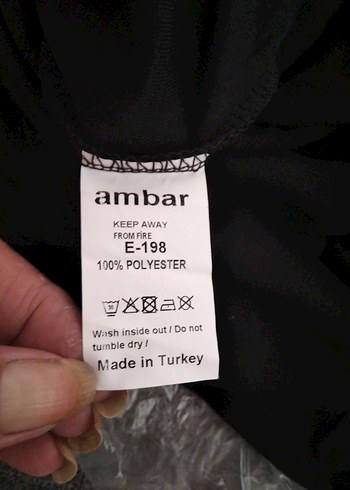 ambar
KEEP AWAY
FROM FIRE
E-198
100% POLYESTER
Wash inside out / Do not
tumble dry /
Made in Turkey